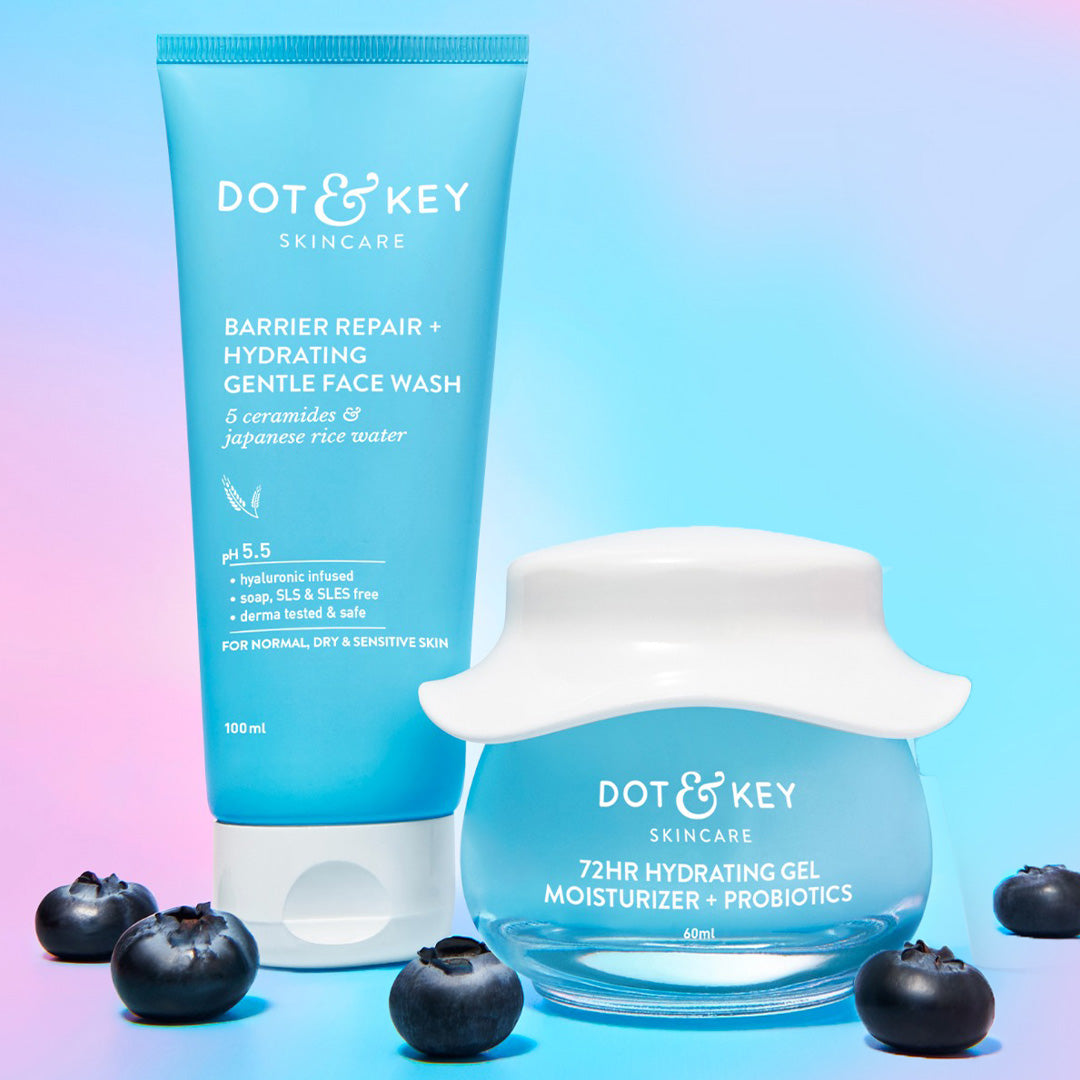 DOT & KEY
SKINCARE
BARRIER REPAIR +
HYDRATING
GENTLE FACE WASH
5 ceramides &
japanese rice water
pH 5.5
• hyaluronic infused
• soap, SLS & SLES free
• derma tested & safe
FOR NORMAL, DRY & SENSITIVE SKIN
100ml
DOT & KEY
SKINCARE
72HR HYDRATING GEL
MOISTURIZER + PROBIOTICS
60ml